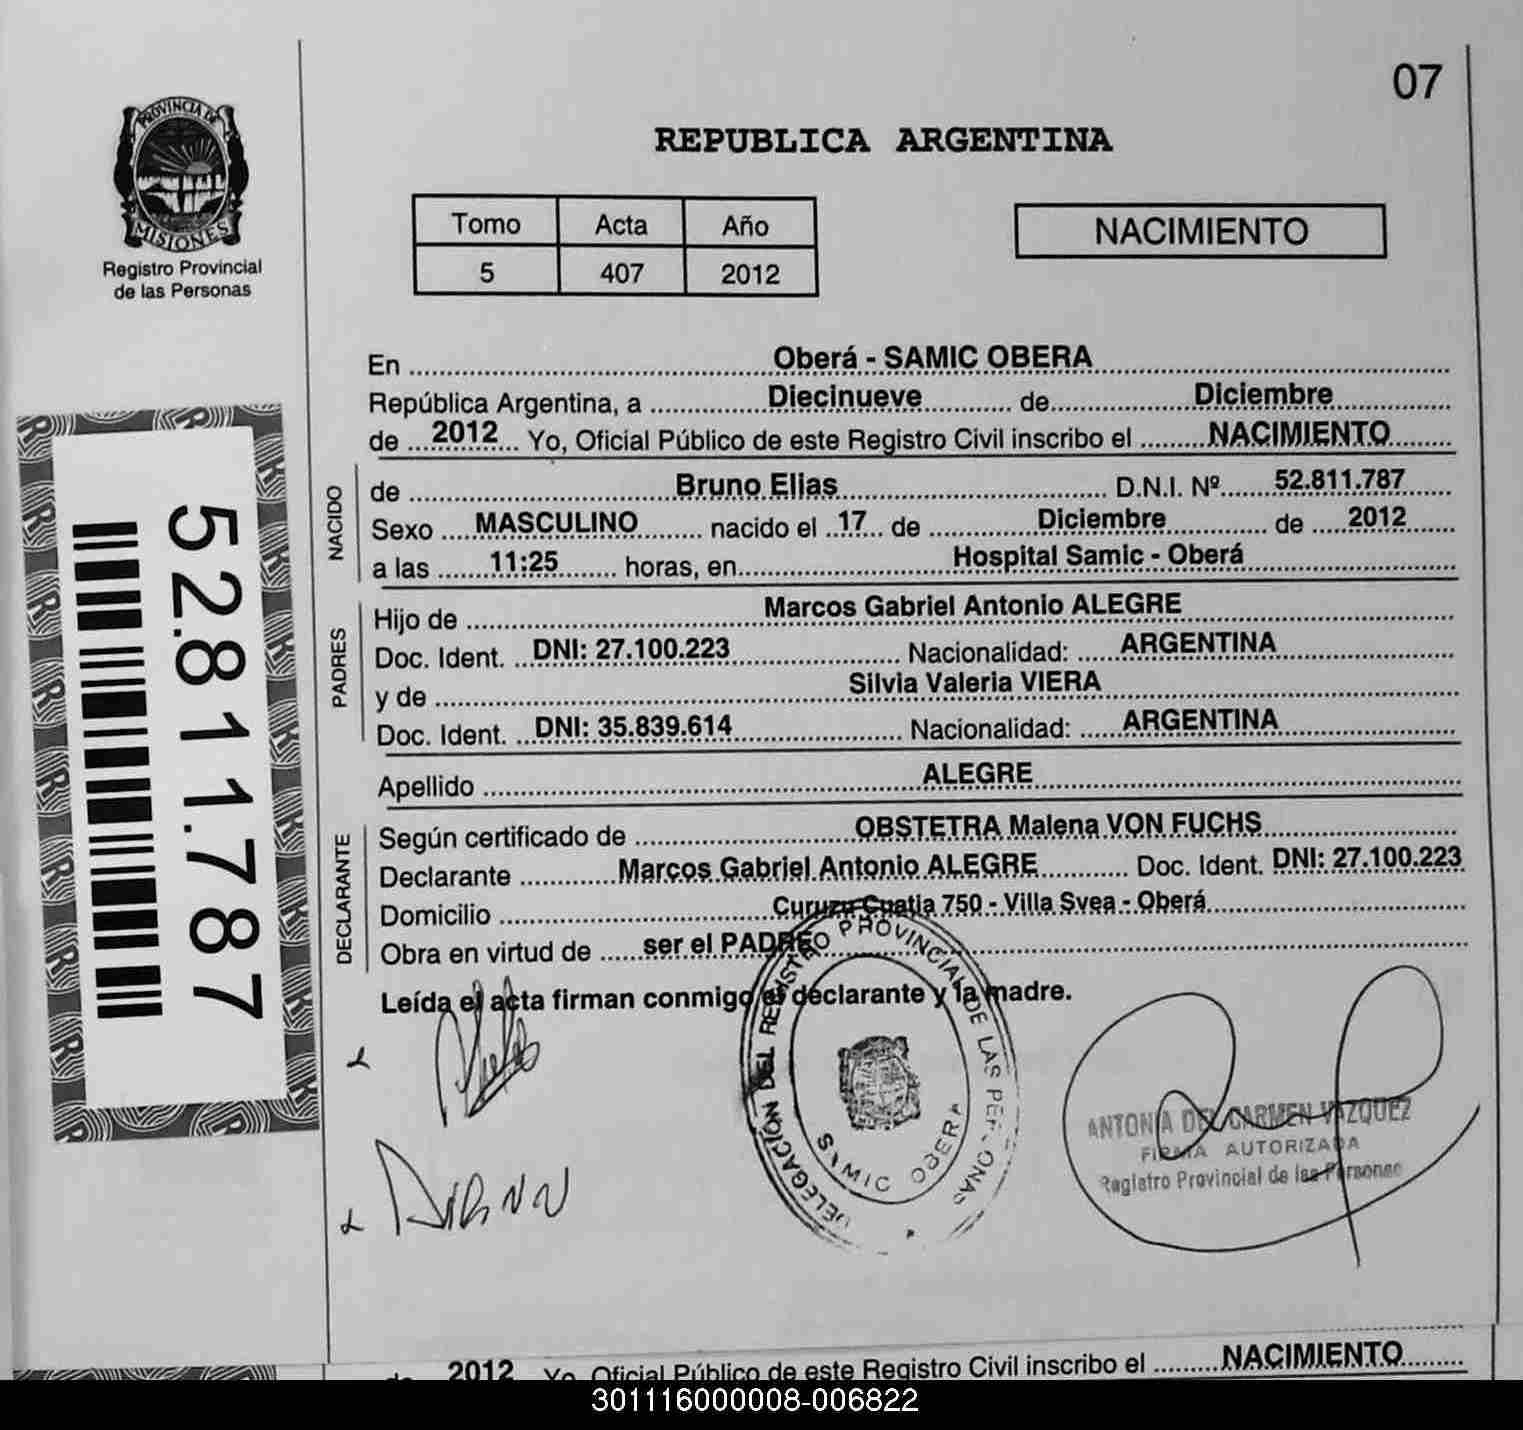 07
PROVINCIA DE
MISIONES
Registro Provincial
de las Personas
REPUBLICA ARGENTINA
Tomo Acta Año
5 407 2012
NACIMIENTO
En Oberá - SAMIC OBERA
República Argentina, a Diecinueve de Diciembre
de 2012 Yo, Oficial Público de este Registro Civil inscribo el NACIMIENTO
NACIDO
de Bruno Elias D.N.I. Nº 52.811.787
Sexo MASCULINO nacido el 17 de Diciembre de 2012
a las 11:25 horas, en Hospital Samic - Oberá
PADRES
Hijo de Marcos Gabriel Antonio ALEGRE
Doc. Ident. DNI: 27.100.223 Nacionalidad: ARGENTINA
y de Silvia Valeria VIERA
Doc. Ident. DNI: 35.839.614 Nacionalidad: ARGENTINA
Apellido ALEGRE
DECLARANTE
Según certificado de OBSTETRA Malena VON FUCHS
Declarante Marcos Gabriel Antonio ALEGRE Doc. Ident. DNI: 27.100.223
Domicilio Curuzu Cuatia 750 - Villa Svea - Oberá
Obra en virtud de ser el PADRE
Leída el acta firman conmigo el declarante y la madre.
52.811.787
DELEGACIÓN DEL REGISTRO PROVINCIAL DE LAS PERSONAS
SAMIC OBERA
ANTONIA DEL CARMEN VAZQUEZ
FIRMA AUTORIZADA
Registro Provincial de las Personas
de 2012 Yo, Oficial Público de este Registro Civil inscribo el NACIMIENTO
301116000008-006822